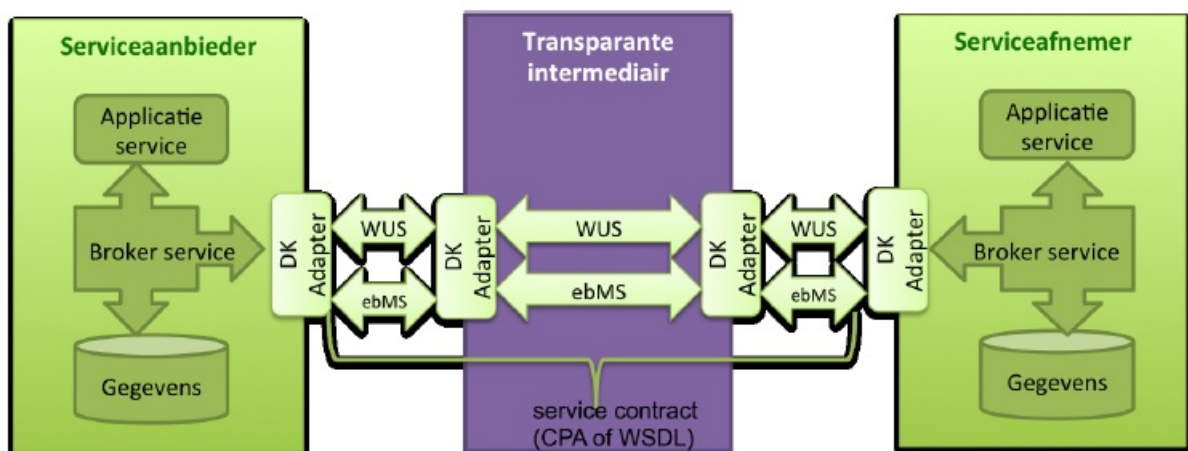 Serviceaanbieder
Applicatie
service
Broker service
Gegevens
DK
Adapter
WUS
ebMS
DK
Adapter
Transparante
intermediair
WUS
ebMS
service contract
(CPA of WSDL)
DK
Adapter
WUS
ebMS
DK
Adapter
Serviceafnemer
Applicatie
service
Broker service
Gegevens